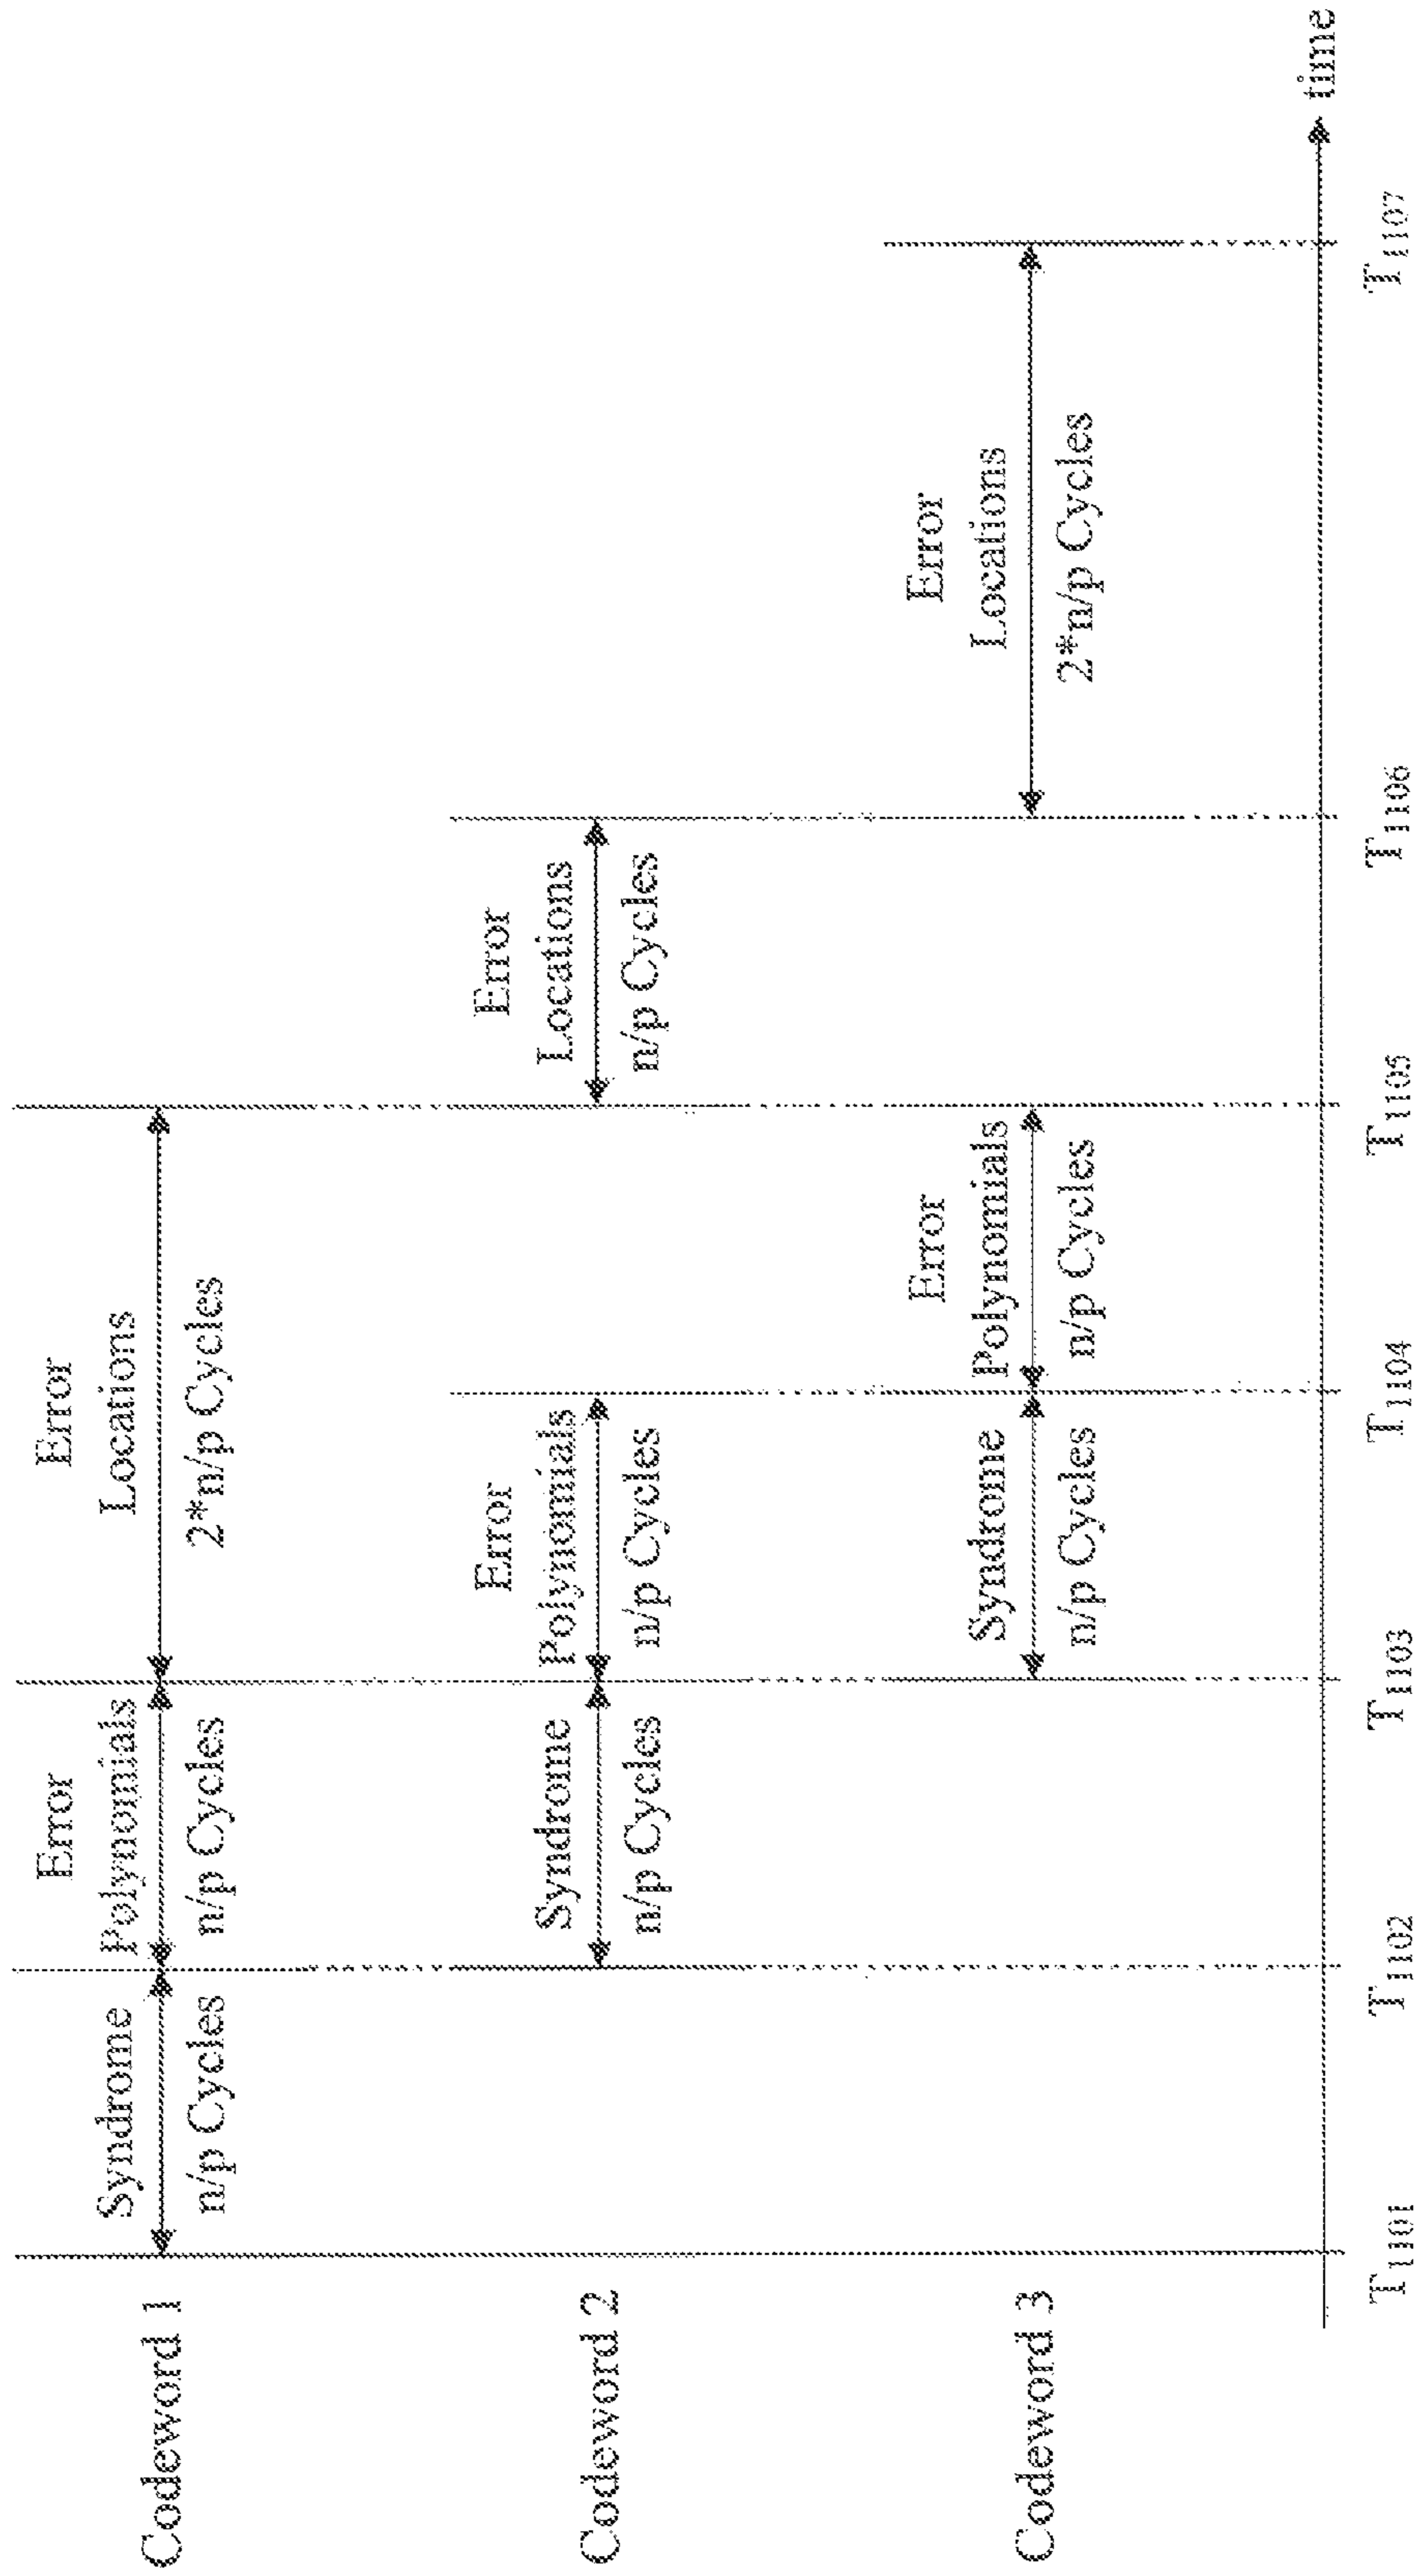 Codeword 1
Syndrome
n/p Cycles
Error
Polynomials
n/p Cycles
Error
Locations
2*n/p Cycles
Codeword 2
Syndrome
n/p Cycles
Error
Polynomials
n/p Cycles
Error
Locations
n/p Cycles
Codeword 3
Syndrome
n/p Cycles
Error
Polynomials
n/p Cycles
Error
Locations
2*n/p Cycles
time
T1101
T1102
T1103
T1104
T1105
T1106
T1107